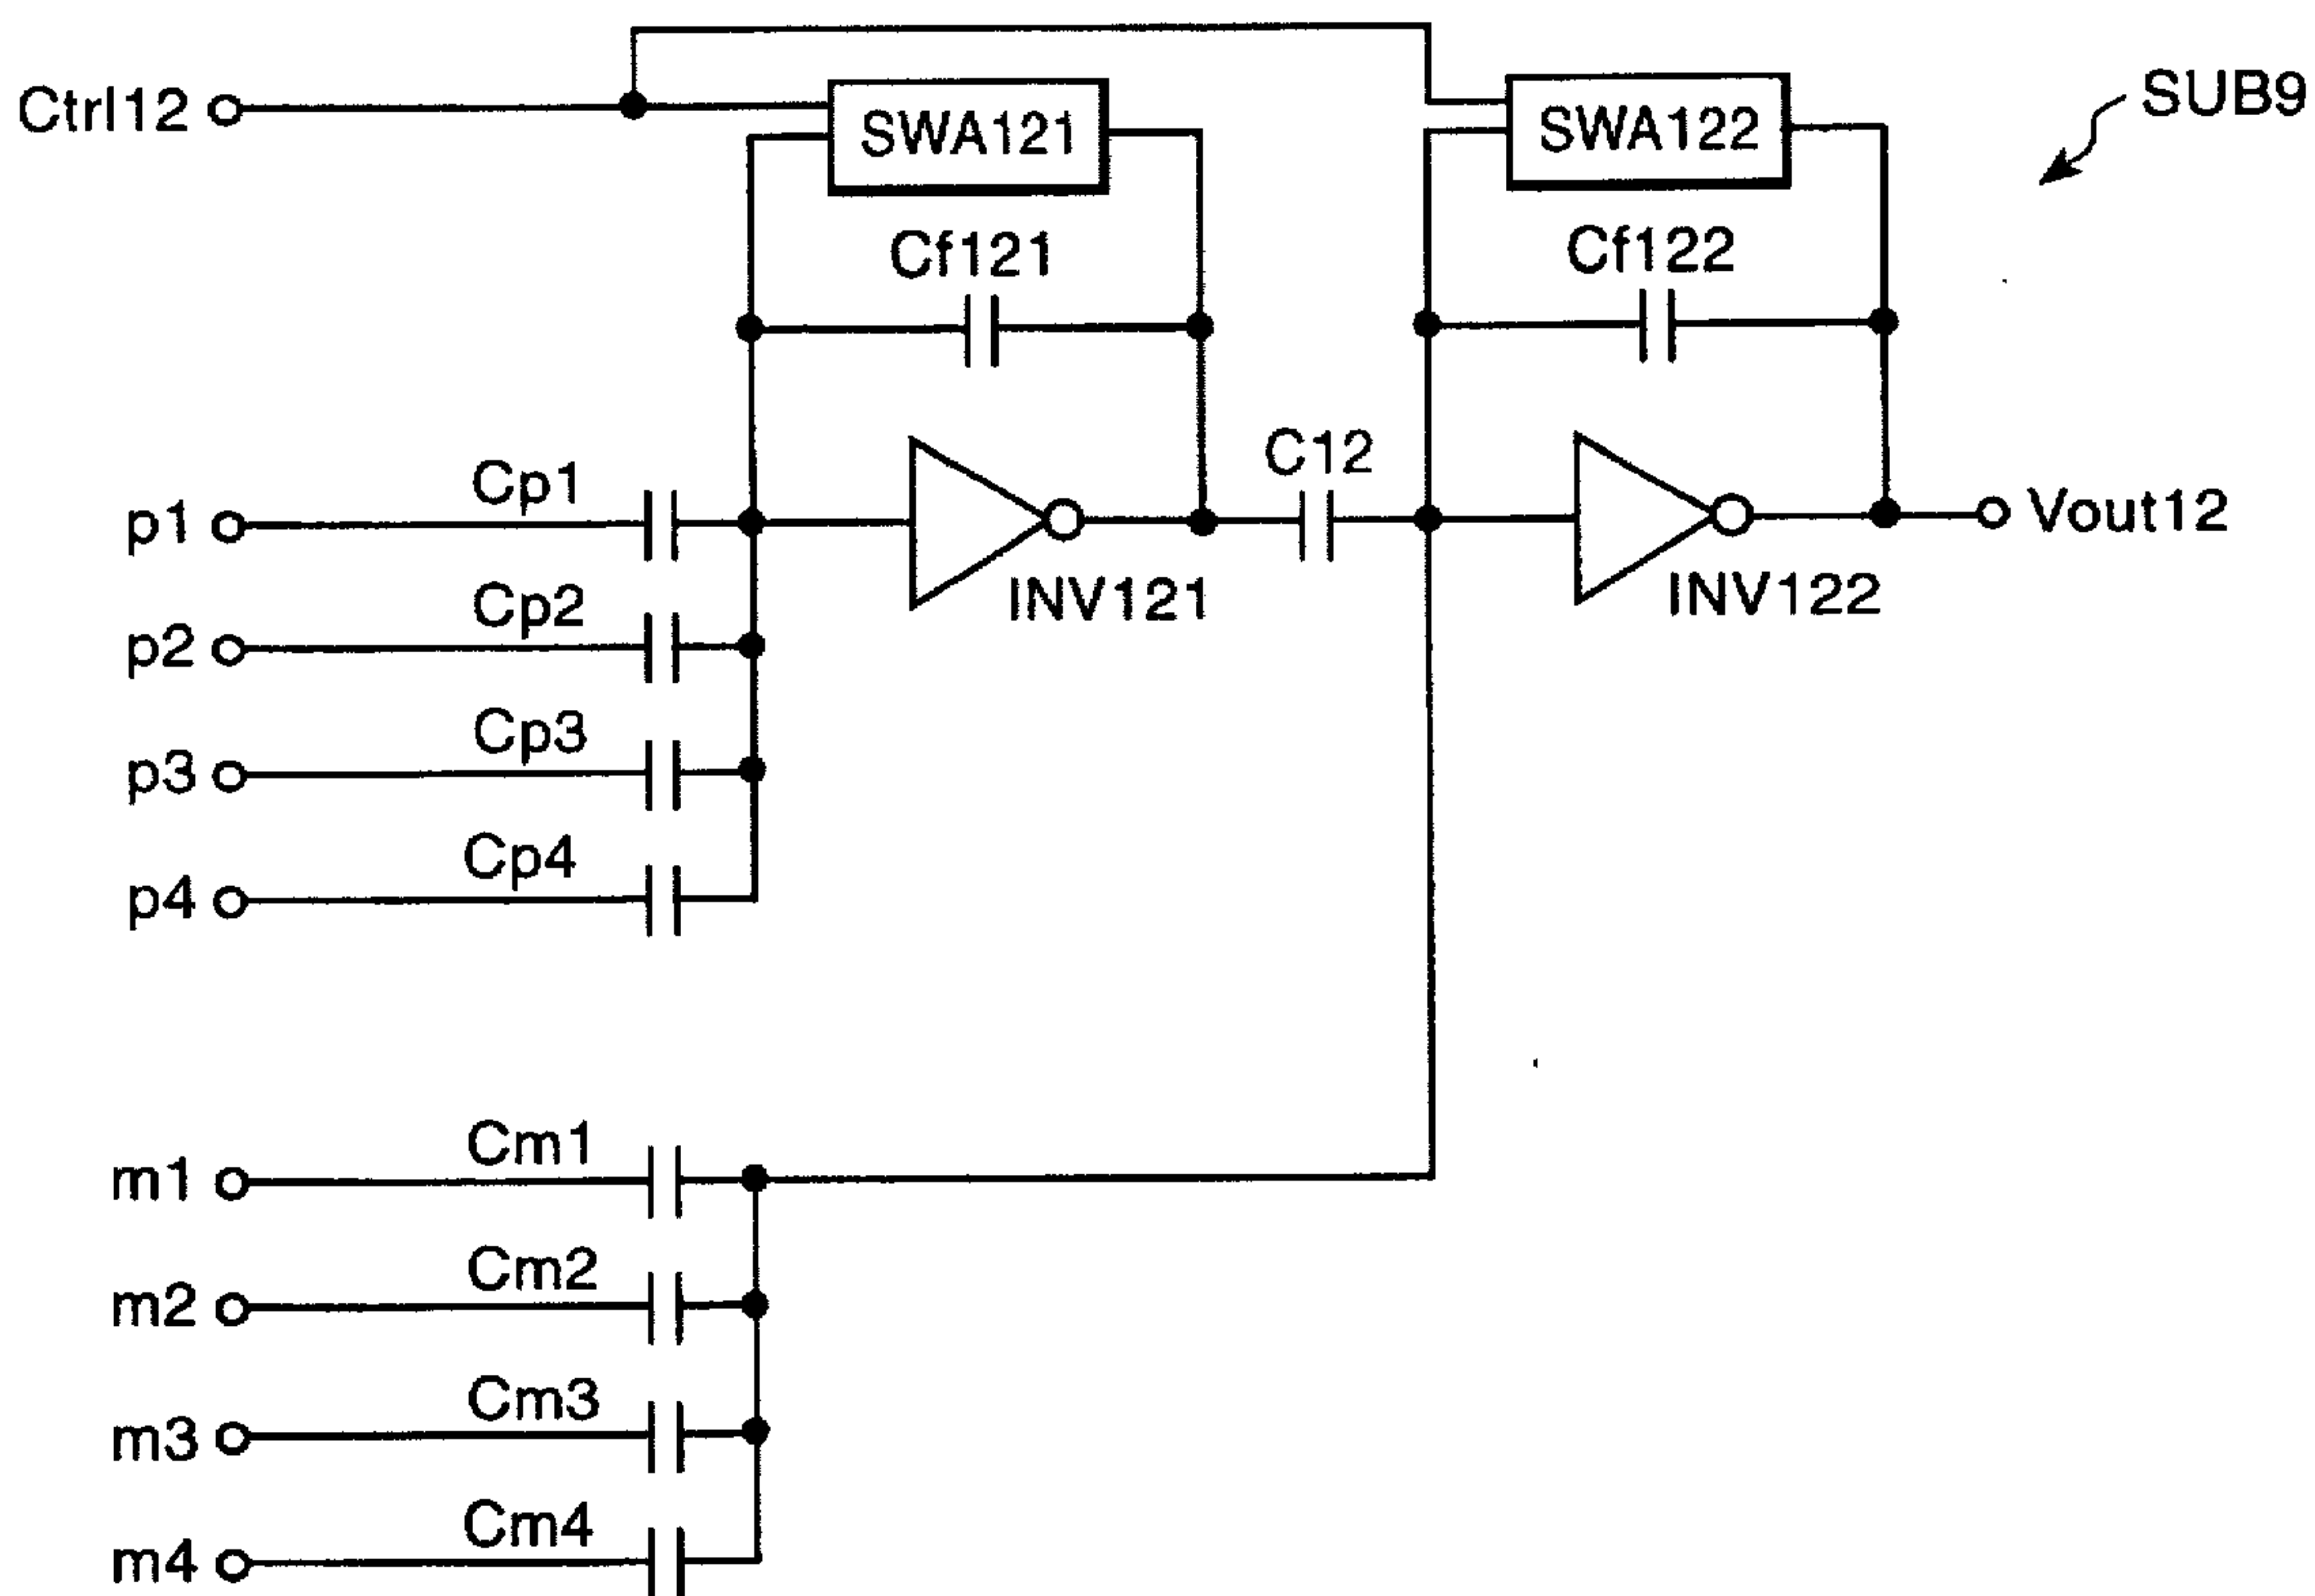 Ctrl12
SWA121
SWA122
SUB9
Cf121
Cf122
p1
Cp1
INV121
C12
INV122
Vout12
p2
Cp2
p3
Cp3
p4
Cp4
m1
Cm1
m2
Cm2
m3
Cm3
m4
Cm4